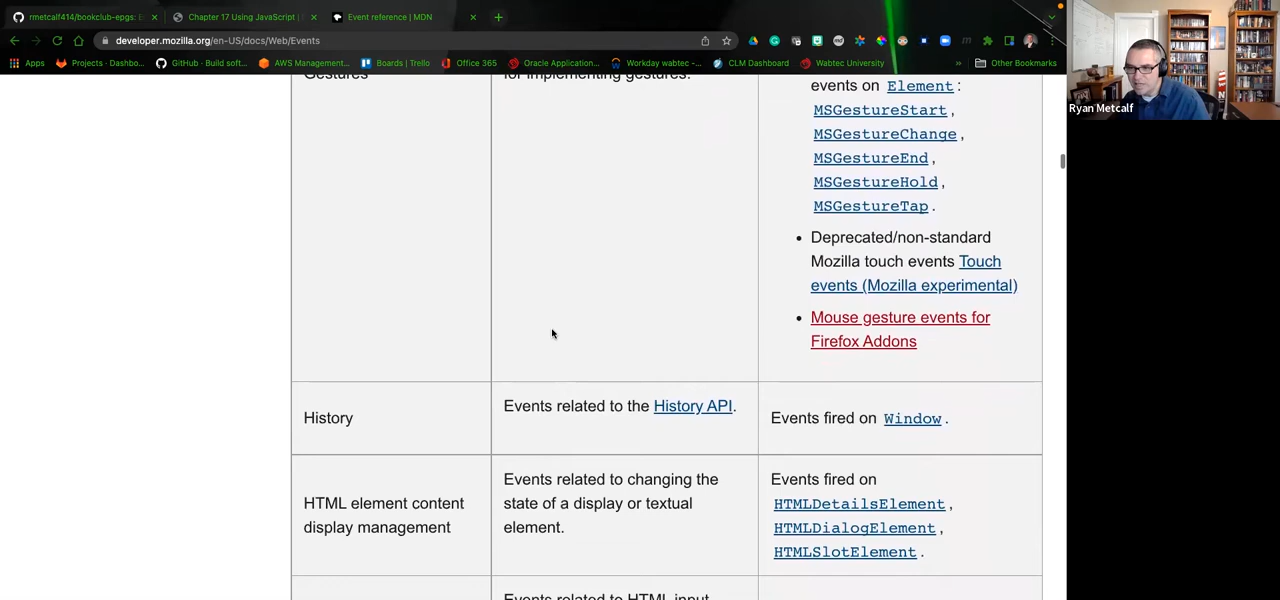 rmetcalf414/bookclub-epgs: E
Chapter 17 Using JavaScript |
Event reference | MDN
developer.mozilla.org/en-US/docs/Web/Events
Apps
Projects - Dashbo...
GitHub - Build soft...
AWS Management...
Boards | Trello
Office 365
Oracle Application...
Workday wabtec -...
CLM Dashboard
Wabtec University
»
Other Bookmarks
Ryan Metcalf
Gestures
for implementing gestures.
events on Element:
MSGestureStart,
MSGestureChange,
MSGestureEnd,
MSGestureHold,
MSGestureTap.
• Deprecated/non-standard
Mozilla touch events Touch
events (Mozilla experimental)
• Mouse gesture events for
Firefox Addons
History
Events related to the History API.
Events fired on Window.
HTML element content
display management
Events related to changing the
state of a display or textual
element.
Events fired on
HTMLDetailsElement,
HTMLDialogElement,
HTMLSlotElement.
Events related to HTML input